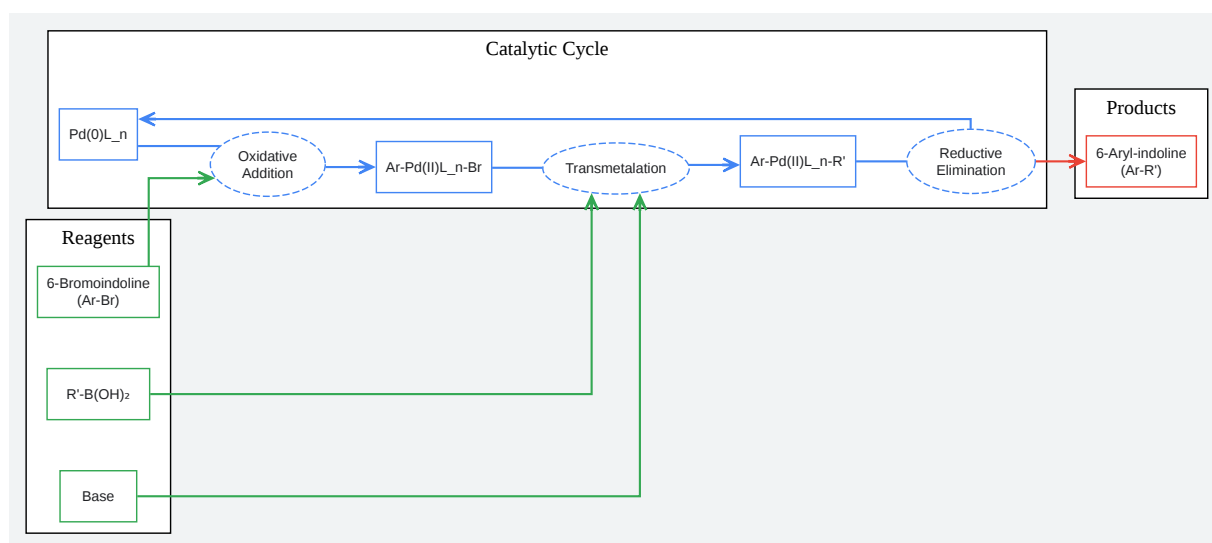 Catalytic Cycle
Pd(0)L_n
Oxidative
Addition
Ar-Pd(II)L_n-Br
Transmetalation
Ar-Pd(II)L_n-R'
Reductive
Elimination
Products
6-Aryl-indoline
(Ar-R')
Reagents
6-Bromoindoline
(Ar-Br)
R'-B(OH)₂
Base